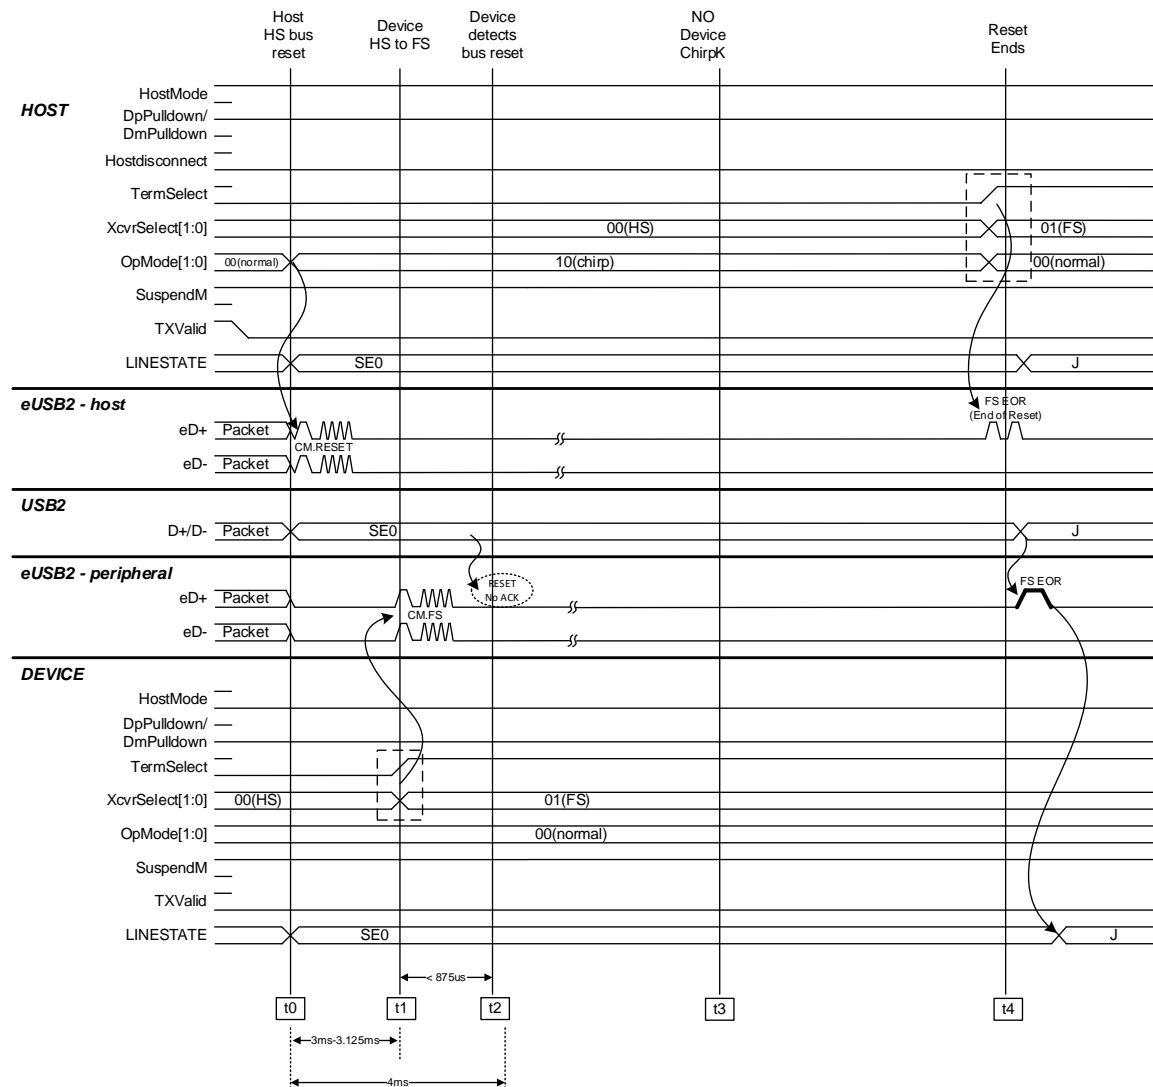 Host
HS bus
reset
Device
HS to FS
Device
detects
bus reset
NO
Device
ChirpK
Reset
Ends
HOST
HostMode
DpPulldown/
DmPulldown
Hostdisconnect
TermSelect
XcvrSelect[1:0] 00(HS) 01(FS)
OpMode[1:0] 00(normal) 10(chirp) 00(normal)
SuspendM
TXValid
LINESTATE SE0 J
eUSB2 - host
FS EOR
(End of Reset)
eD+ Packet
CM.RESET
eD- Packet
USB2
D+/D- Packet SE0 J
eUSB2 - peripheral
RESET
No ACK
FS EOR
eD+ Packet
CM.FS
eD- Packet
DEVICE
HostMode
DpPulldown/
DmPulldown
TermSelect
XcvrSelect[1:0] 00(HS) 01(FS)
OpMode[1:0] 00(normal)
SuspendM
TXValid
LINESTATE SE0 J
< 875us
t0 t1 t2 t3 t4
3ms-3.125ms
4ms